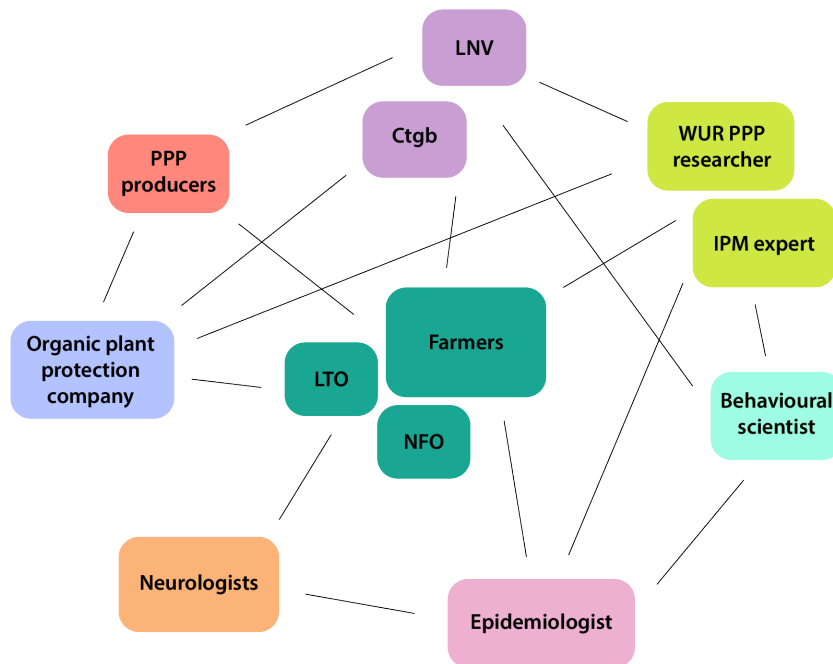 LNV
Ctgb
WUR PPP
researcher
PPP
producers
IPM expert
Organic plant
protection
company
Farmers
LTO
NFO
Behavioural
scientist
Neurologists
Epidemiologist